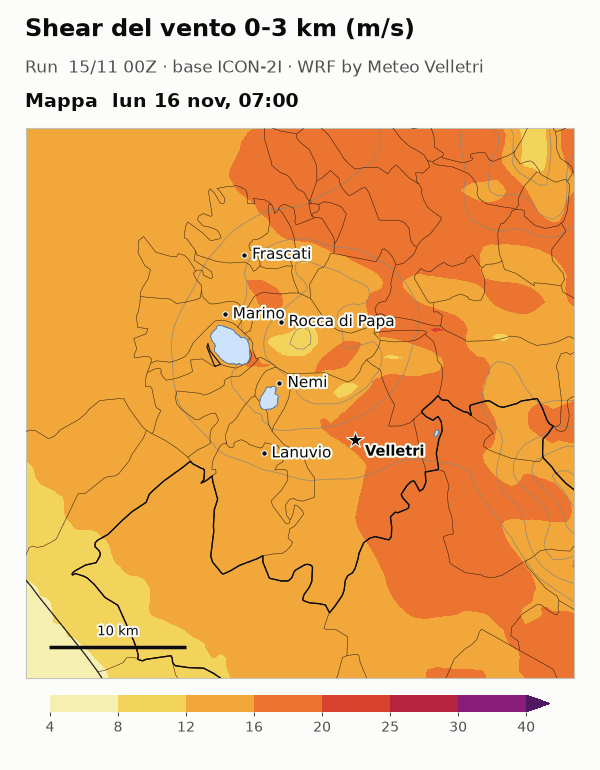 Shear del vento 0-3 km (m/s)
Run  15/11 00Z · base ICON-2I · WRF by Meteo Velletri
Mappa  lun 16 nov, 07:00
Frascati
Marino
Rocca di Papa
Nemi
Velletri
Lanuvio
10 km
4 8 12 16 20 25 30 40